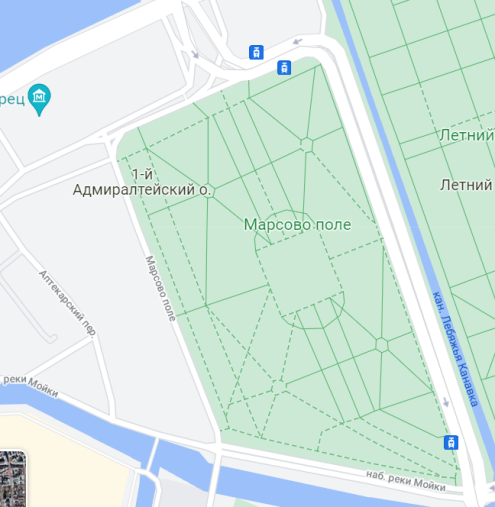 рец
Летний
1-й
Адмиралтейский о.
Летний
Марсово поле
Марсово поле
Аптекарский пер.
кан. Лебяжья Канавка
реки Мойки
наб. реки Мойки